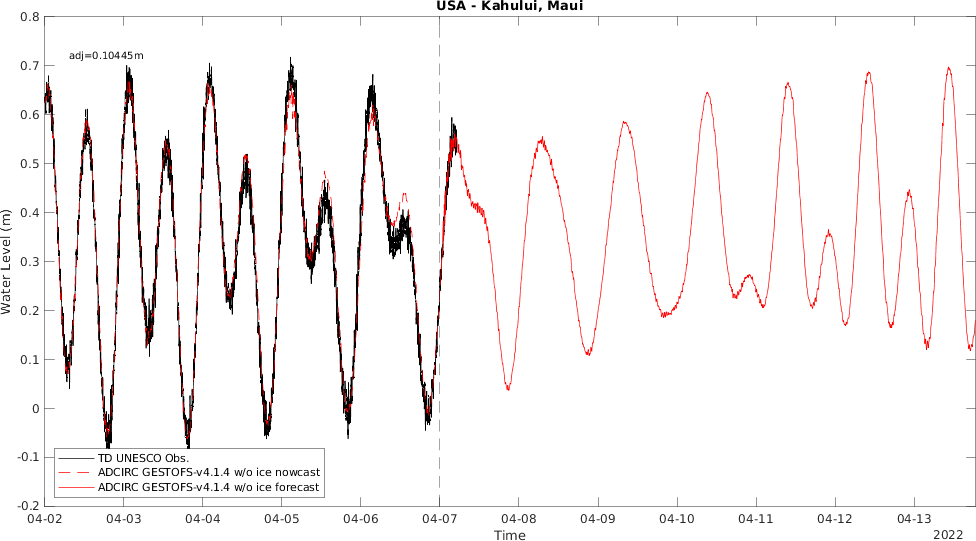 USA - Kahului, Maui
0.8
0.7
0.6
0.5
0.4
0.3
0.2
0.1
0
-0.1
-0.2
Water Level (m)
adj=0.10445m
TD UNESCO Obs.
ADCIRC GESTOFS-v4.1.4 w/o ice nowcast
ADCIRC GESTOFS-v4.1.4 w/o ice forecast
04-02 04-03 04-04 04-05 04-06 04-07 04-08 04-09 04-10 04-11 04-12 04-13
Time
2022